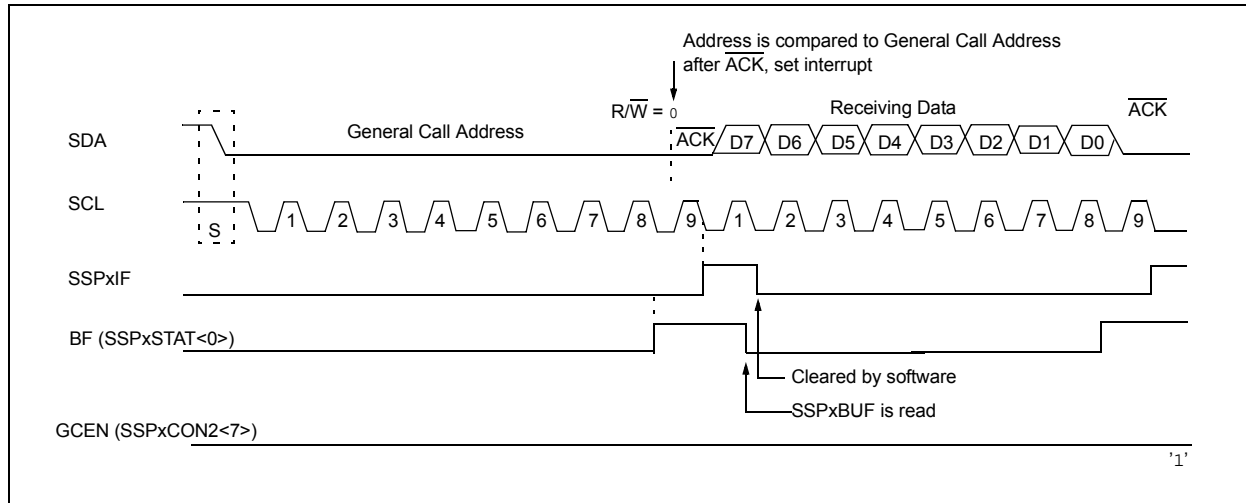 Address is compared to General Call Address
after ACK, set interrupt
R/W = 0
Receiving Data
ACK
SDA
General Call Address
ACK D7 D6 D5 D4 D3 D2 D1 D0
SCL
S
1 2 3 4 5 6 7 8 9 1 2 3 4 5 6 7 8 9
SSPxIF
BF (SSPxSTAT<0>)
Cleared by software
SSPxBUF is read
GCEN (SSPxCON2<7>)
'1'